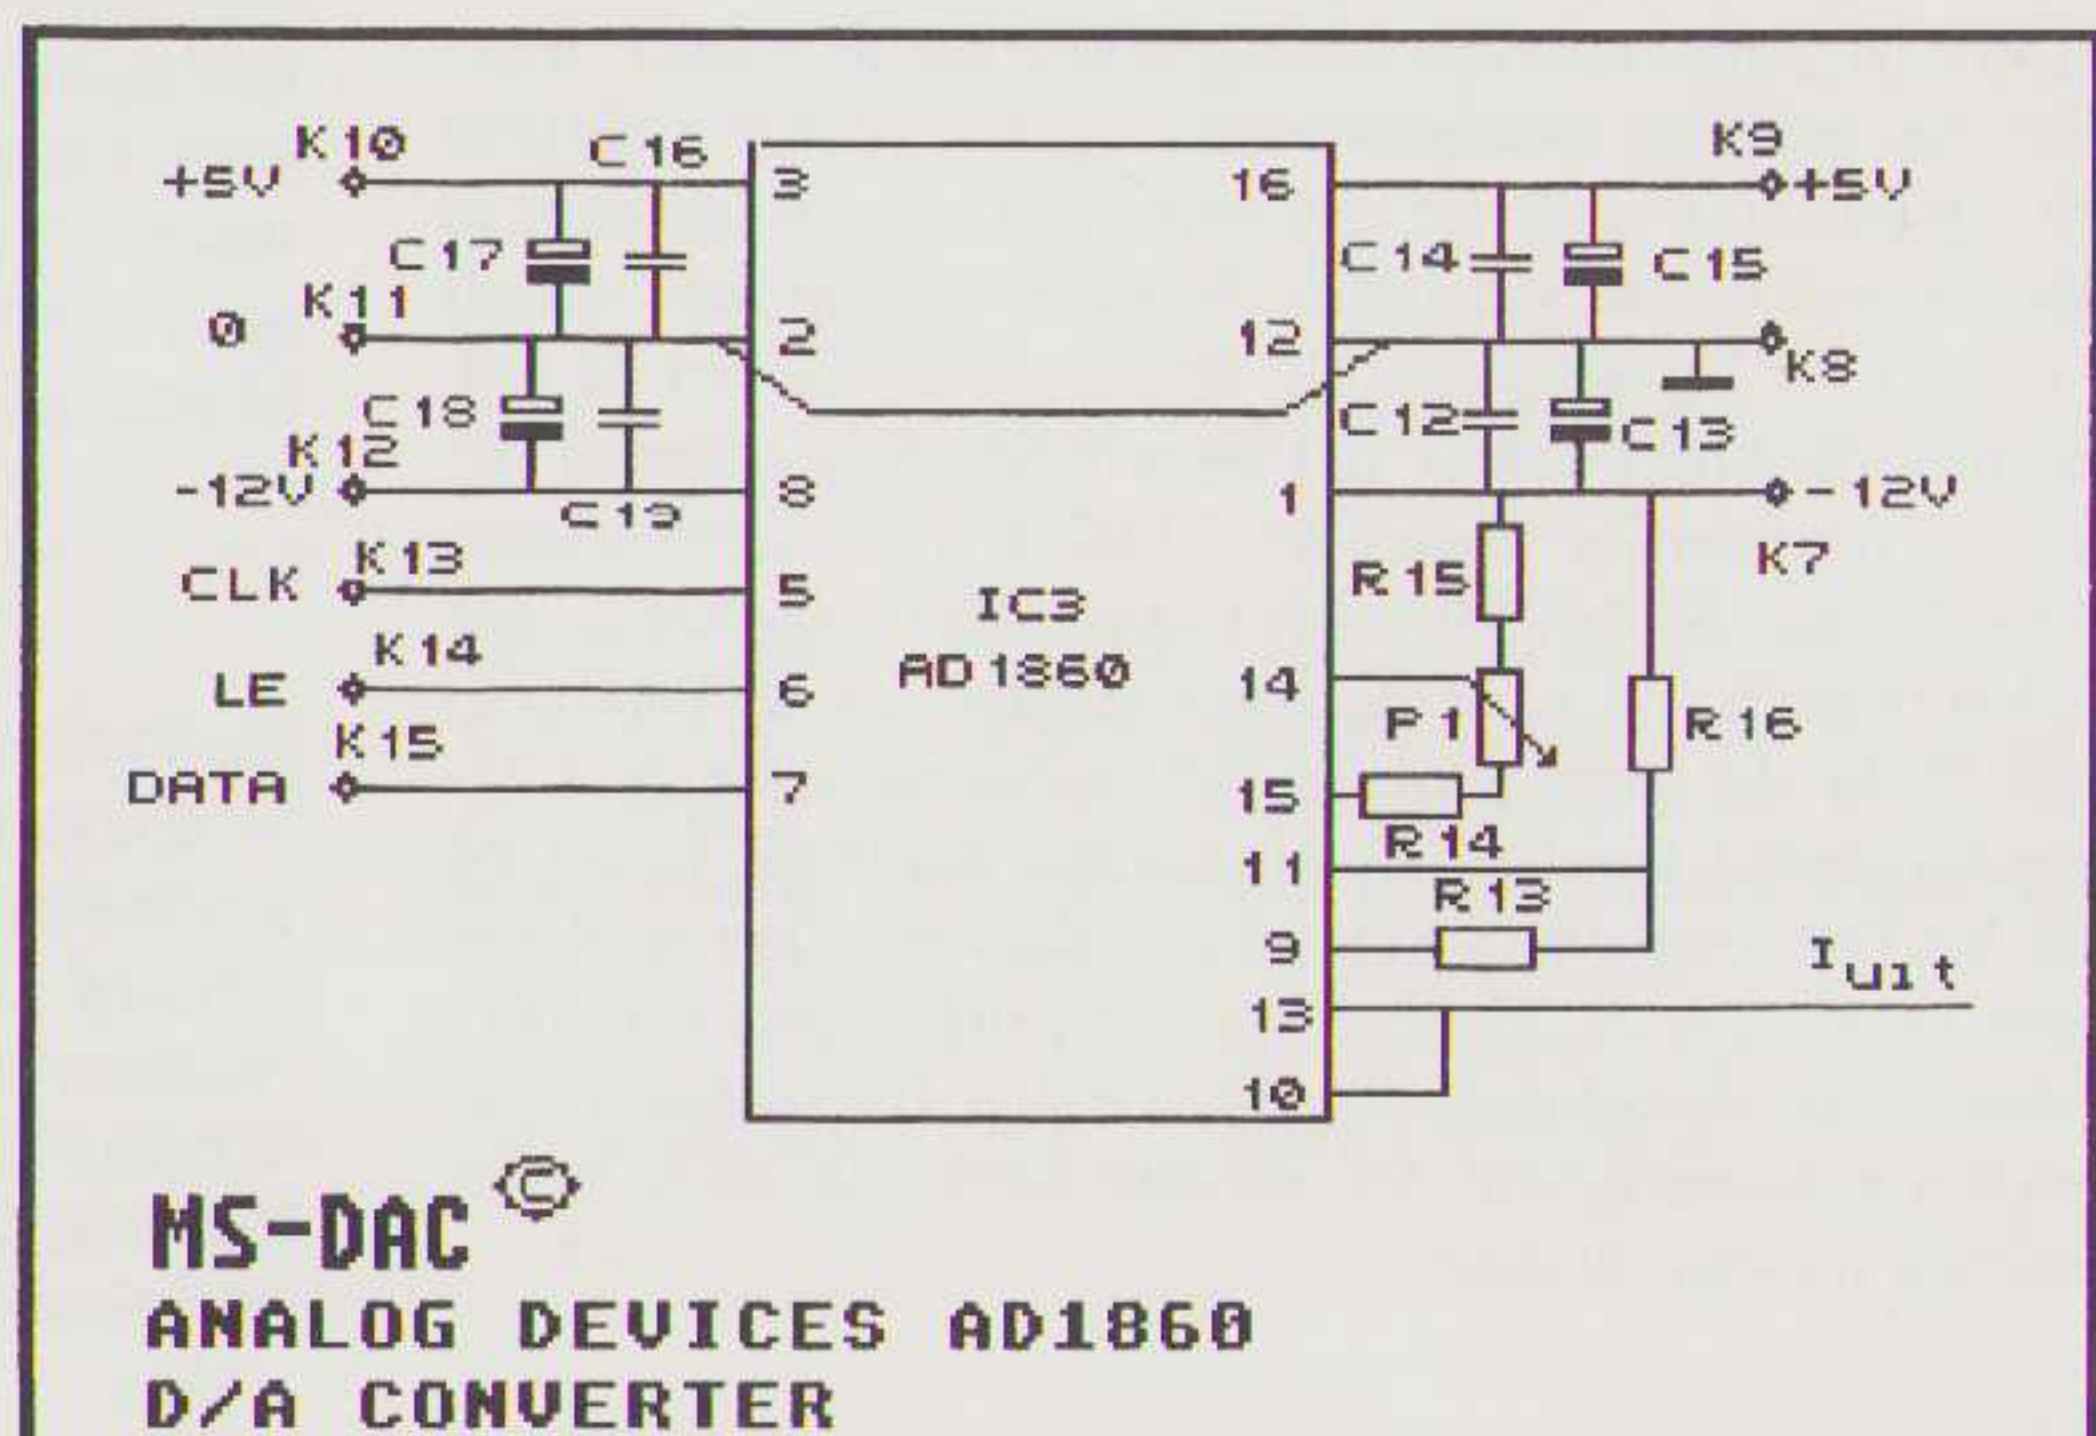 K10 C16 K9
+5V 3 16 +5V
C17 C14 C15
K11
0 2 12 K8
C18 C12 C13
K12
-12V 8 1 -12V
C19
K13 K7
CLK 5 IC3 R15
K14 AD1860
LE 6 14 P1 R16
K15
DATA 7 15
R14
11
R13
9 Iuit
13
10
MS-DAC ©
ANALOG DEVICES AD1860
D/A CONVERTER